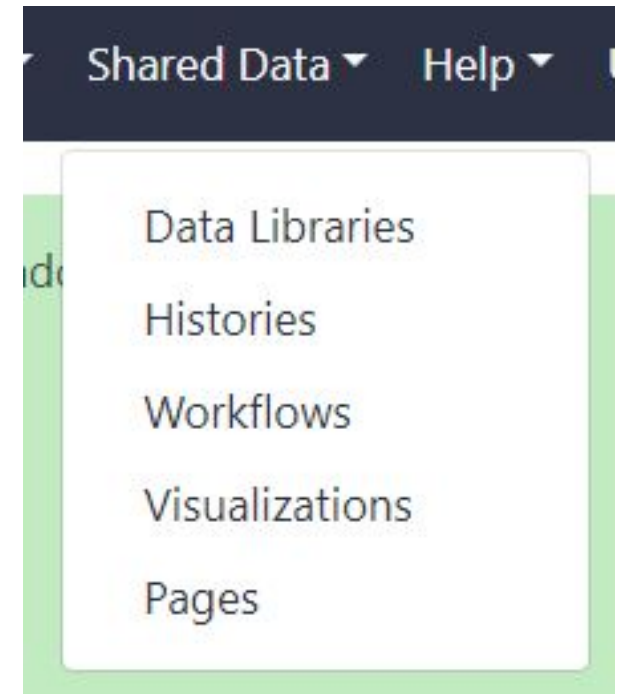 Shared Data Help
Data Libraries
Histories
Workflows
Visualizations
Pages